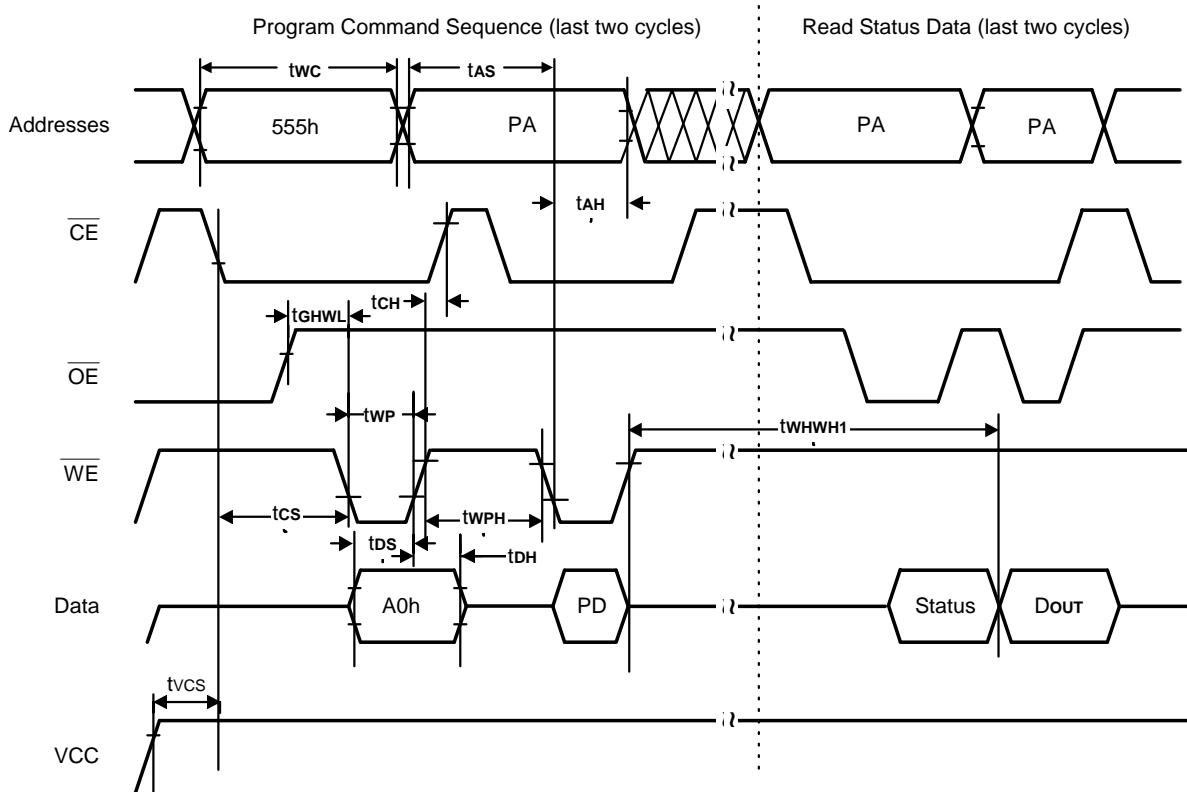 Program Command Sequence (last two cycles) Read Status Data (last two cycles)
tWC tAS
Addresses 555h PA PA PA
tAH
CE
tCH
tGHWL
OE
tWP
tWHWH1
WE
tCS tWPH
tDS tDH
Data A0h PD Status DOUT
tVCS
VCC